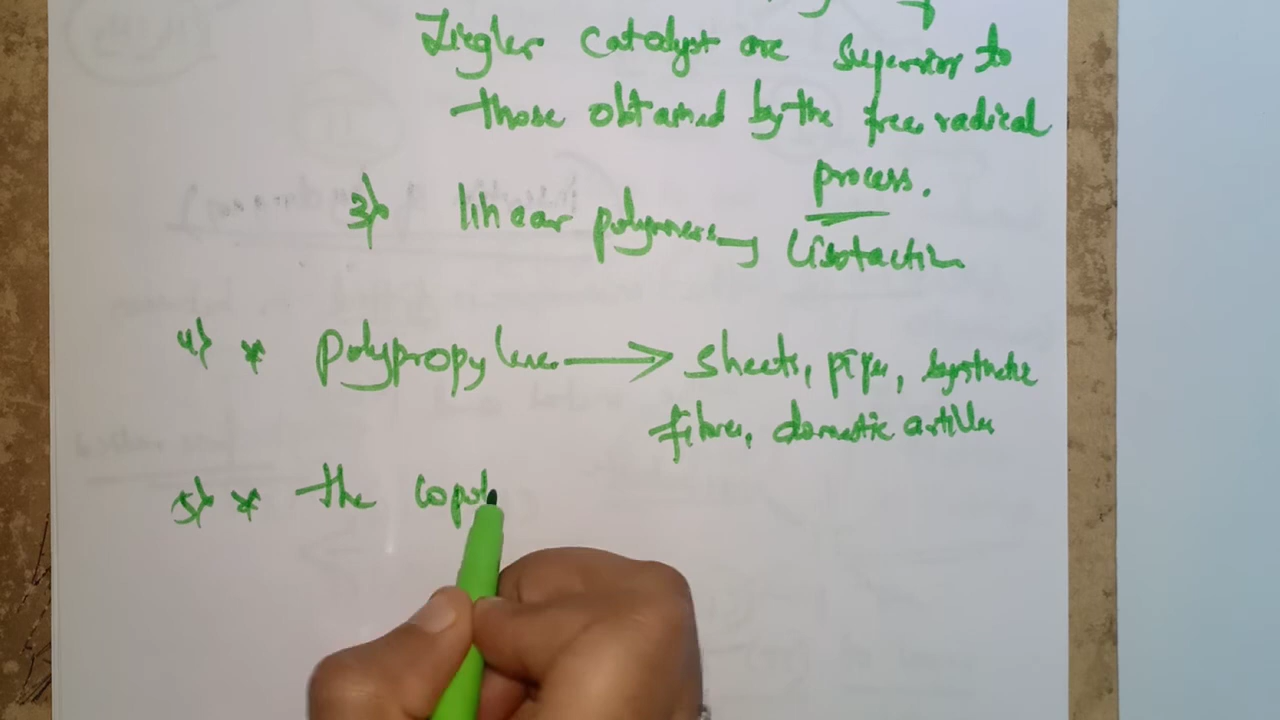 Ziegler catalyst are superior to
those obtained by the free radical
process.
3) linear polymers
4) * polypropylene → sheets, pipes, synthetic
fibres, domestic articles
5) * the copol